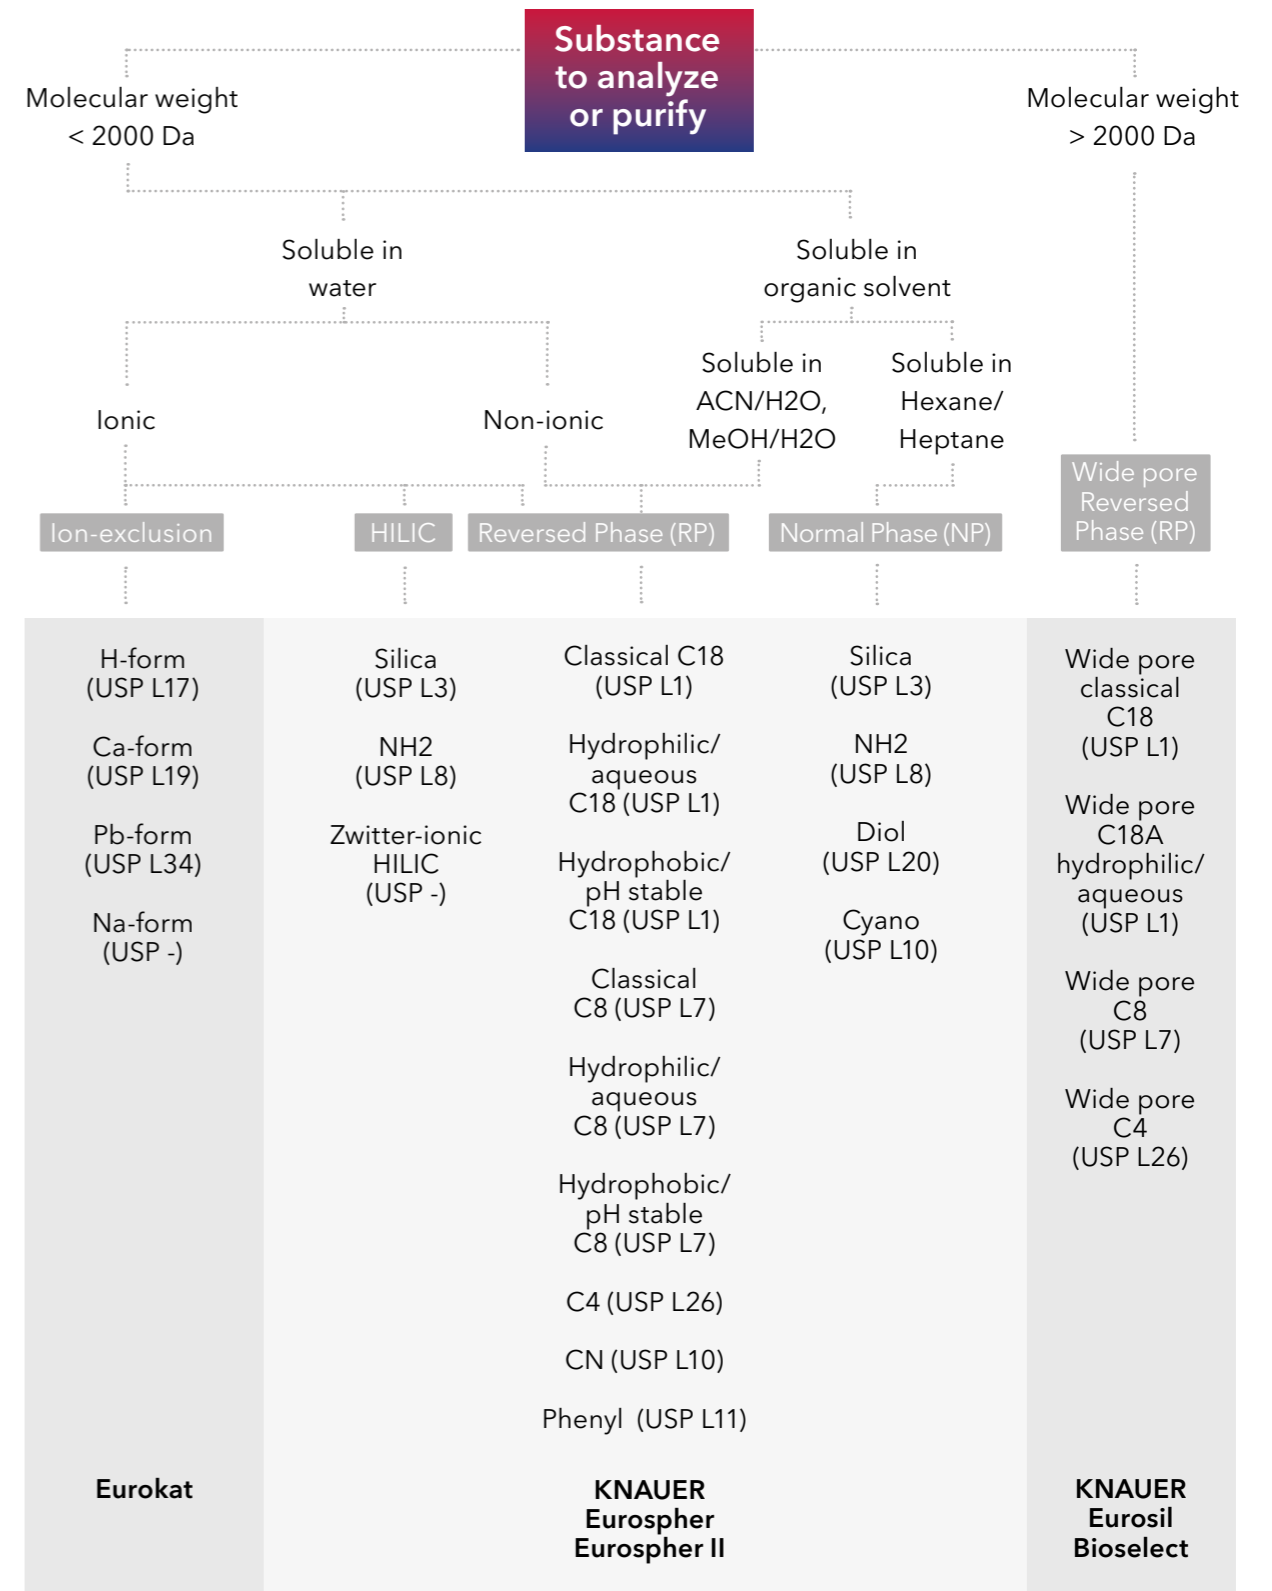 Substance
to analyze
or purify
Molecular weight
< 2000 Da
Molecular weight
> 2000 Da
Soluble in
water
Soluble in
organic solvent
Ionic
Non-ionic
Soluble in
ACN/H2O,
MeOH/H2O
Soluble in
Hexane/
Heptane
Ion-exclusion
HILIC
Reversed Phase (RP)
Normal Phase (NP)
Wide pore
Reversed
Phase (RP)
H-form
(USP L17)
Ca-form
(USP L19)
Pb-form
(USP L34)
Na-form
(USP -)
Eurokat
Silica
(USP L3)
NH2
(USP L8)
Zwitter-ionic
HILIC
(USP -)
Classical C18
(USP L1)
Hydrophilic/
aqueous
C18 (USP L1)
Hydrophobic/
pH stable
C18 (USP L1)
Classical
C8 (USP L7)
Hydrophilic/
aqueous
C8 (USP L7)
Hydrophobic/
pH stable
C8 (USP L7)
C4 (USP L26)
CN (USP L10)
Phenyl (USP L11)
KNAUER
Eurospher
Eurospher II
Silica
(USP L3)
NH2
(USP L8)
Diol
(USP L20)
Cyano
(USP L10)
Wide pore
classical
C18
(USP L1)
Wide pore
C18A
hydrophilic/
aqueous
(USP L1)
Wide pore
C8
(USP L7)
Wide pore
C4
(USP L26)
KNAUER
Eurosil
Bioselect